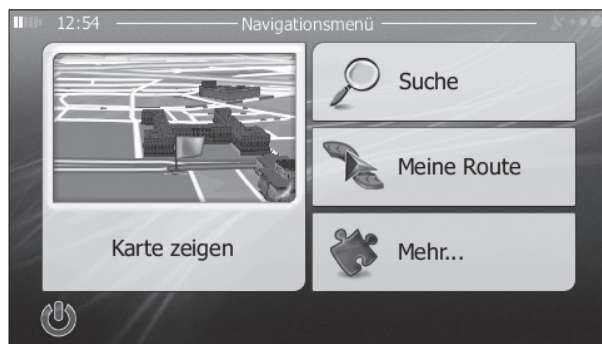 12:54 Navigationsmenü
Suche
Meine Route
Karte zeigen
Mehr...